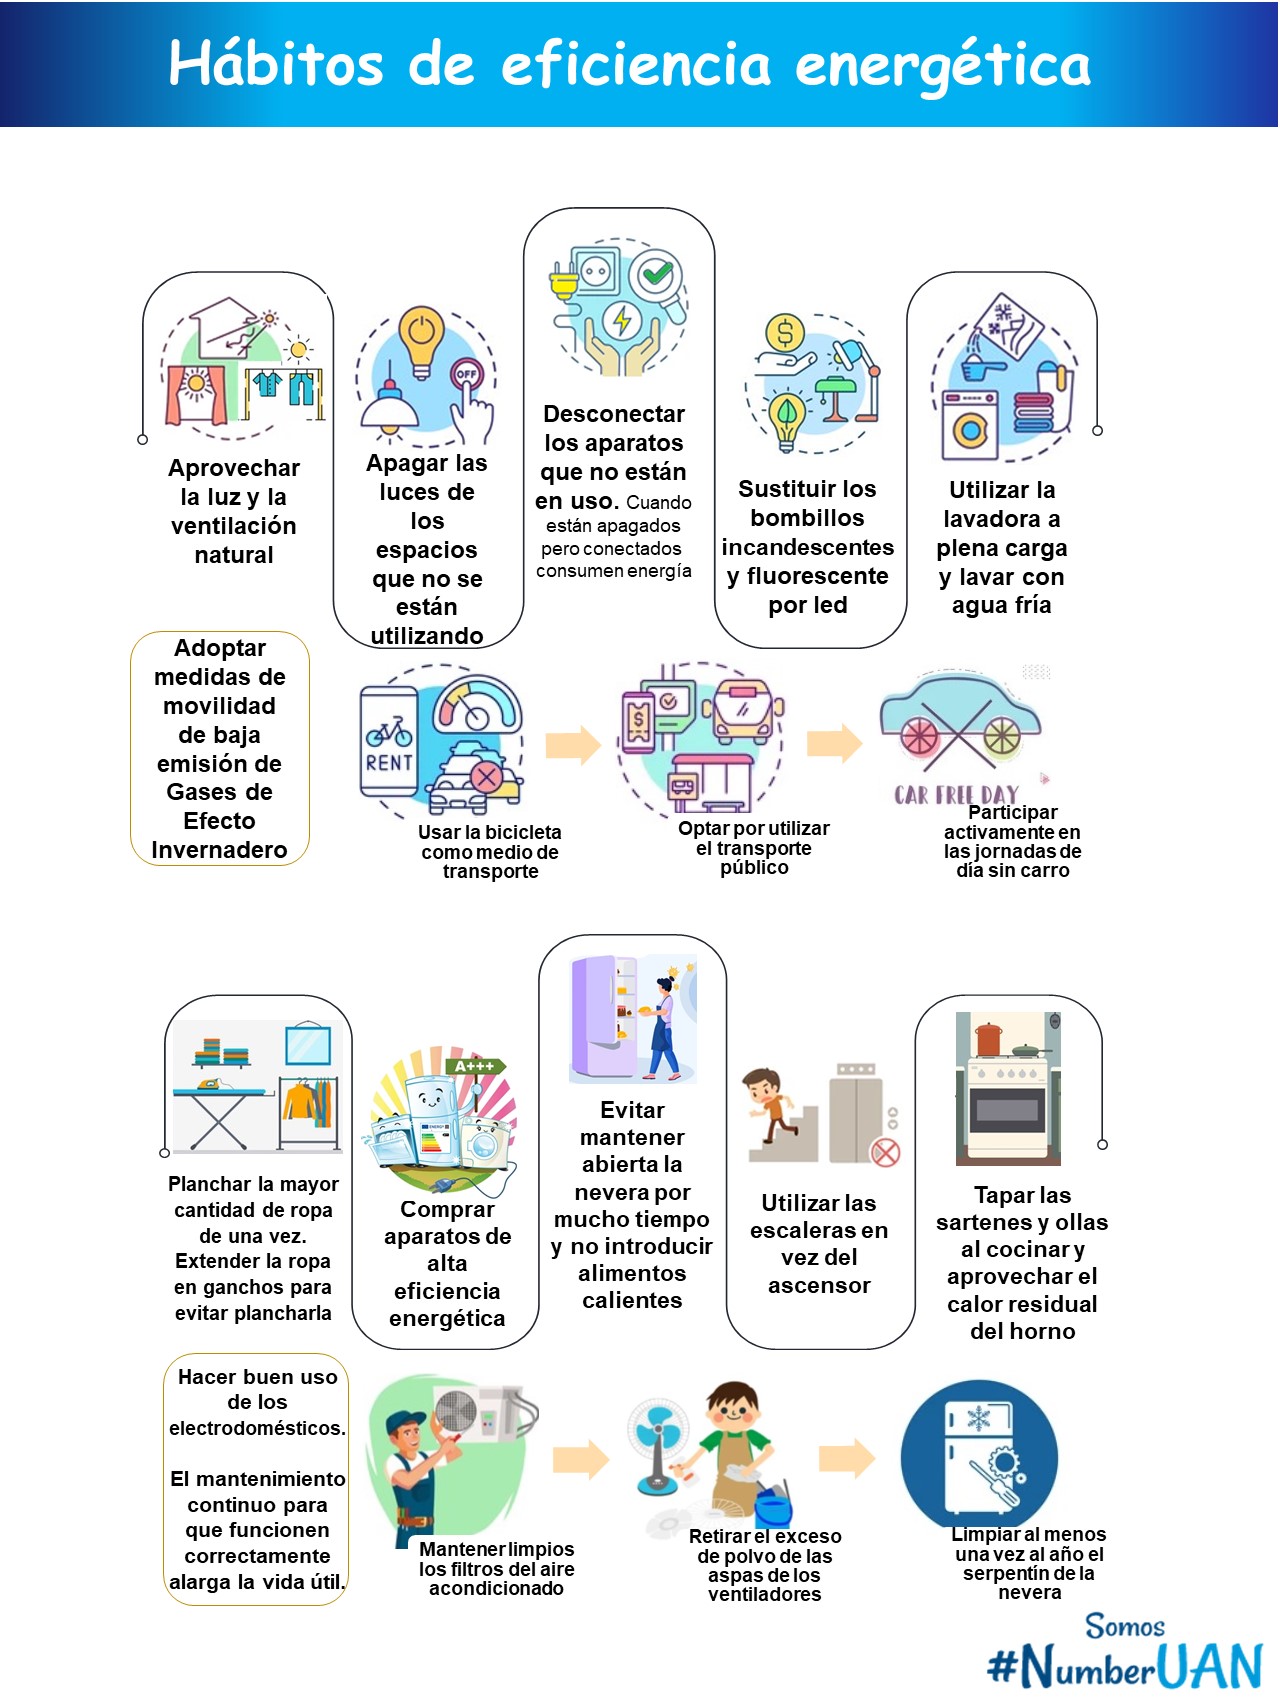 Hábitos de eficiencia energética
Aprovechar
la luz y la
ventilación
natural
OFF
Apagar las
luces de
los
espacios
que no se
están
utilizando
Desconectar
los aparatos
que no están
en uso. Cuando
están apagados
pero conectados
consumen energía
$
Sustituir los
bombillos
incandescentes
y fluorescente
por led
Utilizar la
lavadora a
plena carga
y lavar con
agua fría
Adoptar
medidas de
movilidad
de baja
emisión de
Gases de
Efecto
Invernadero
RENT
Usar la bicicleta
como medio de
transporte
$
Optar por utilizar
el transporte
público
CAR FREE DAY
Participar
activamente en
las jornadas de
día sin carro
Planchar la mayor
cantidad de ropa
de una vez.
Extender la ropa
en ganchos para
evitar plancharla
A+++
ENERGY
Comprar
aparatos de
alta
eficiencia
energética
Evitar
mantener
abierta la
nevera por
mucho tiempo
y no introducir
alimentos
calientes
Utilizar las
escaleras en
vez del
ascensor
Tapar las
sartenes y ollas
al cocinar y
aprovechar el
calor residual
del horno
Hacer buen uso
de los
electrodomésticos.
El mantenimiento
continuo para
que funcionen
correctamente
alarga la vida útil.
Mantener limpios
los filtros del aire
acondicionado
Retirar el exceso
de polvo de las
aspas de los
ventiladores
Limpiar al menos
una vez al año el
serpentín de la
nevera
Somos
#NumberUAN